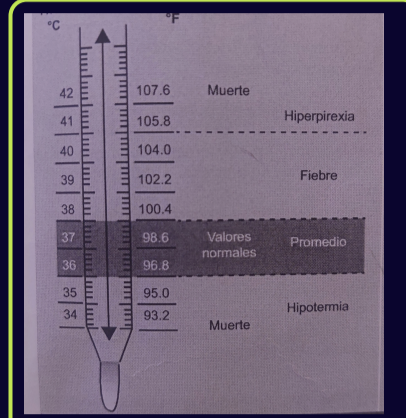 °C °F
42 107.6 Muerte
41 105.8 Hiperpirexia
40 104.0
39 102.2 Fiebre
38 100.4
37 98.6 Valores normales Promedio
36 96.8
35 95.0
34 93.2 Hipotermia
Muerte